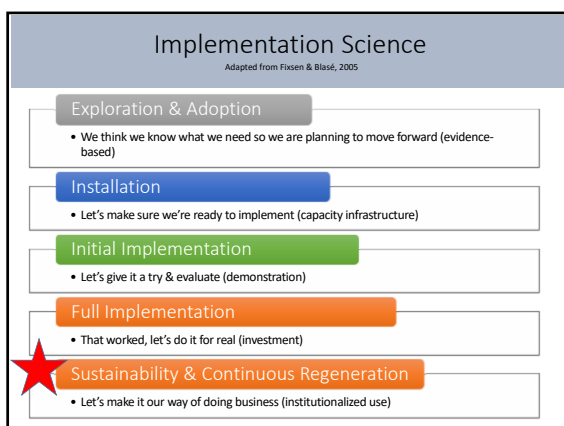 Implementation Science
Adapted from Fixsen & Blasé, 2005
Exploration & Adoption
• We think we know what we need so we are planning to move forward (evidence-
based)
Installation
• Let's make sure we're ready to implement (capacity infrastructure)
Initial Implementation
• Let's give it a try & evaluate (demonstration)
Full Implementation
• That worked, let's do it for real (investment)
Sustainability & Continuous Regeneration
• Let's make it our way of doing business (institutionalized use)